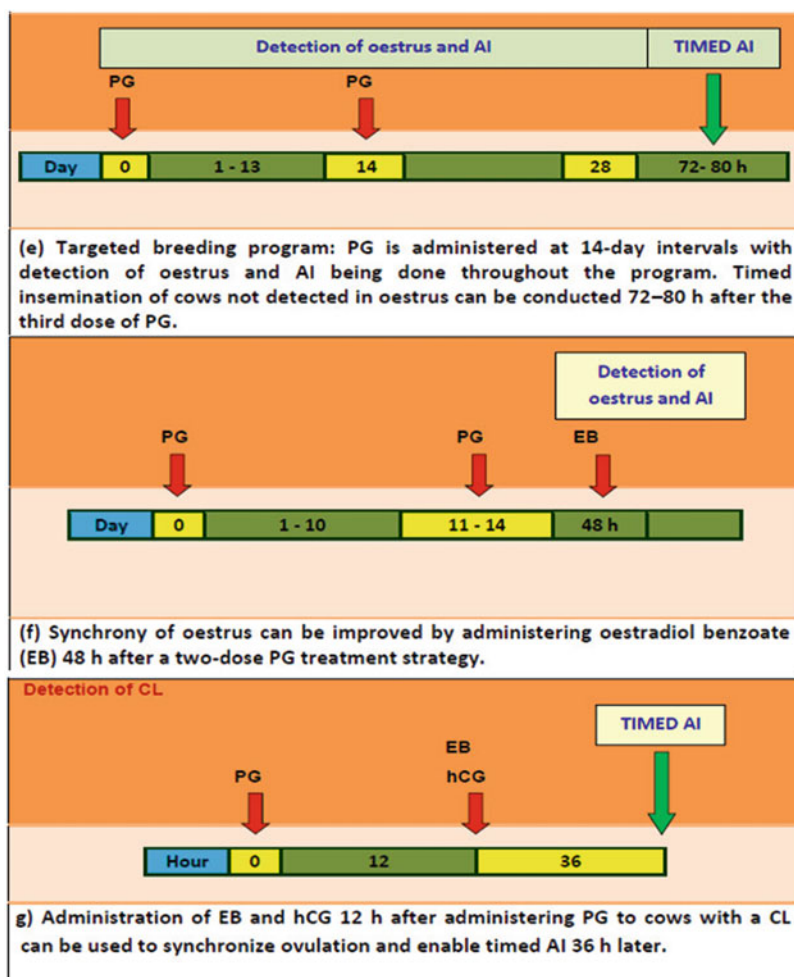 Detection of oestrus and AI TIMED AI
PG PG
Day 0 1 - 13 14 28 72- 80 h
(e) Targeted breeding program: PG is administered at 14-day intervals with
detection of oestrus and AI being done throughout the program. Timed
insemination of cows not detected in oestrus can be conducted 72–80 h after the
third dose of PG.
Detection of
oestrus and AI
PG PG EB
Day 0 1 - 10 11 - 14 48 h
(f) Synchrony of oestrus can be improved by administering oestradiol benzoate
(EB) 48 h after a two-dose PG treatment strategy.
Detection of CL
TIMED AI
EB
PG hCG
Hour 0 12 36
g) Administration of EB and hCG 12 h after administering PG to cows with a CL
can be used to synchronize ovulation and enable timed AI 36 h later.